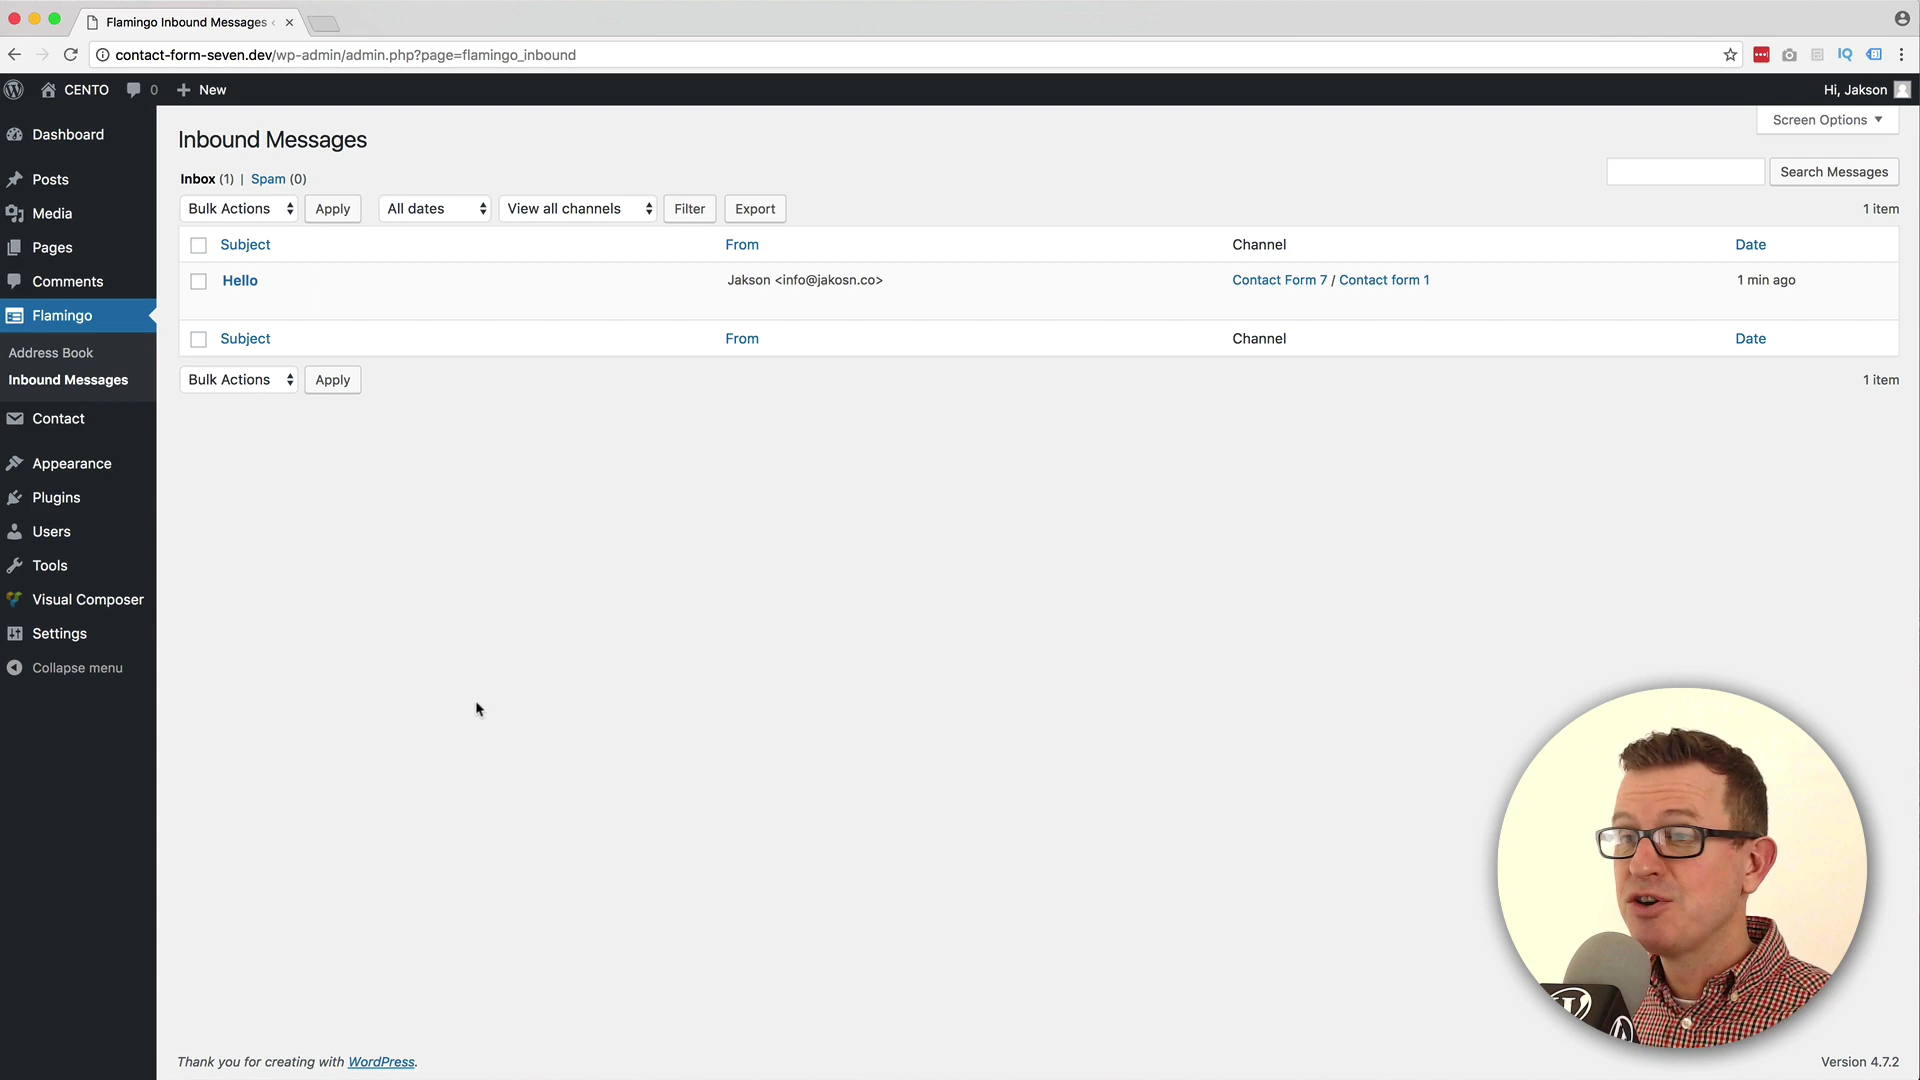 Flamingo Inbound Messages ‹
contact-form-seven.dev/wp-admin/admin.php?page=flamingo_inbound
IQ
CENTO 0 New Hi, Jakson
Screen Options
Dashboard
Posts
Media
Pages
Comments
Flamingo
Address Book
Inbound Messages
Contact
Appearance
Plugins
Users
Tools
Visual Composer
Settings
Collapse menu
Inbound Messages
Inbox (1) | Spam (0)
Search Messages
Bulk Actions Apply All dates View all channels Filter Export 1 item
Subject From Channel Date
Hello Jakson <info@jakosn.co> Contact Form 7 / Contact form 1 1 min ago
Subject From Channel Date
Bulk Actions Apply 1 item
Thank you for creating with WordPress. Version 4.7.2